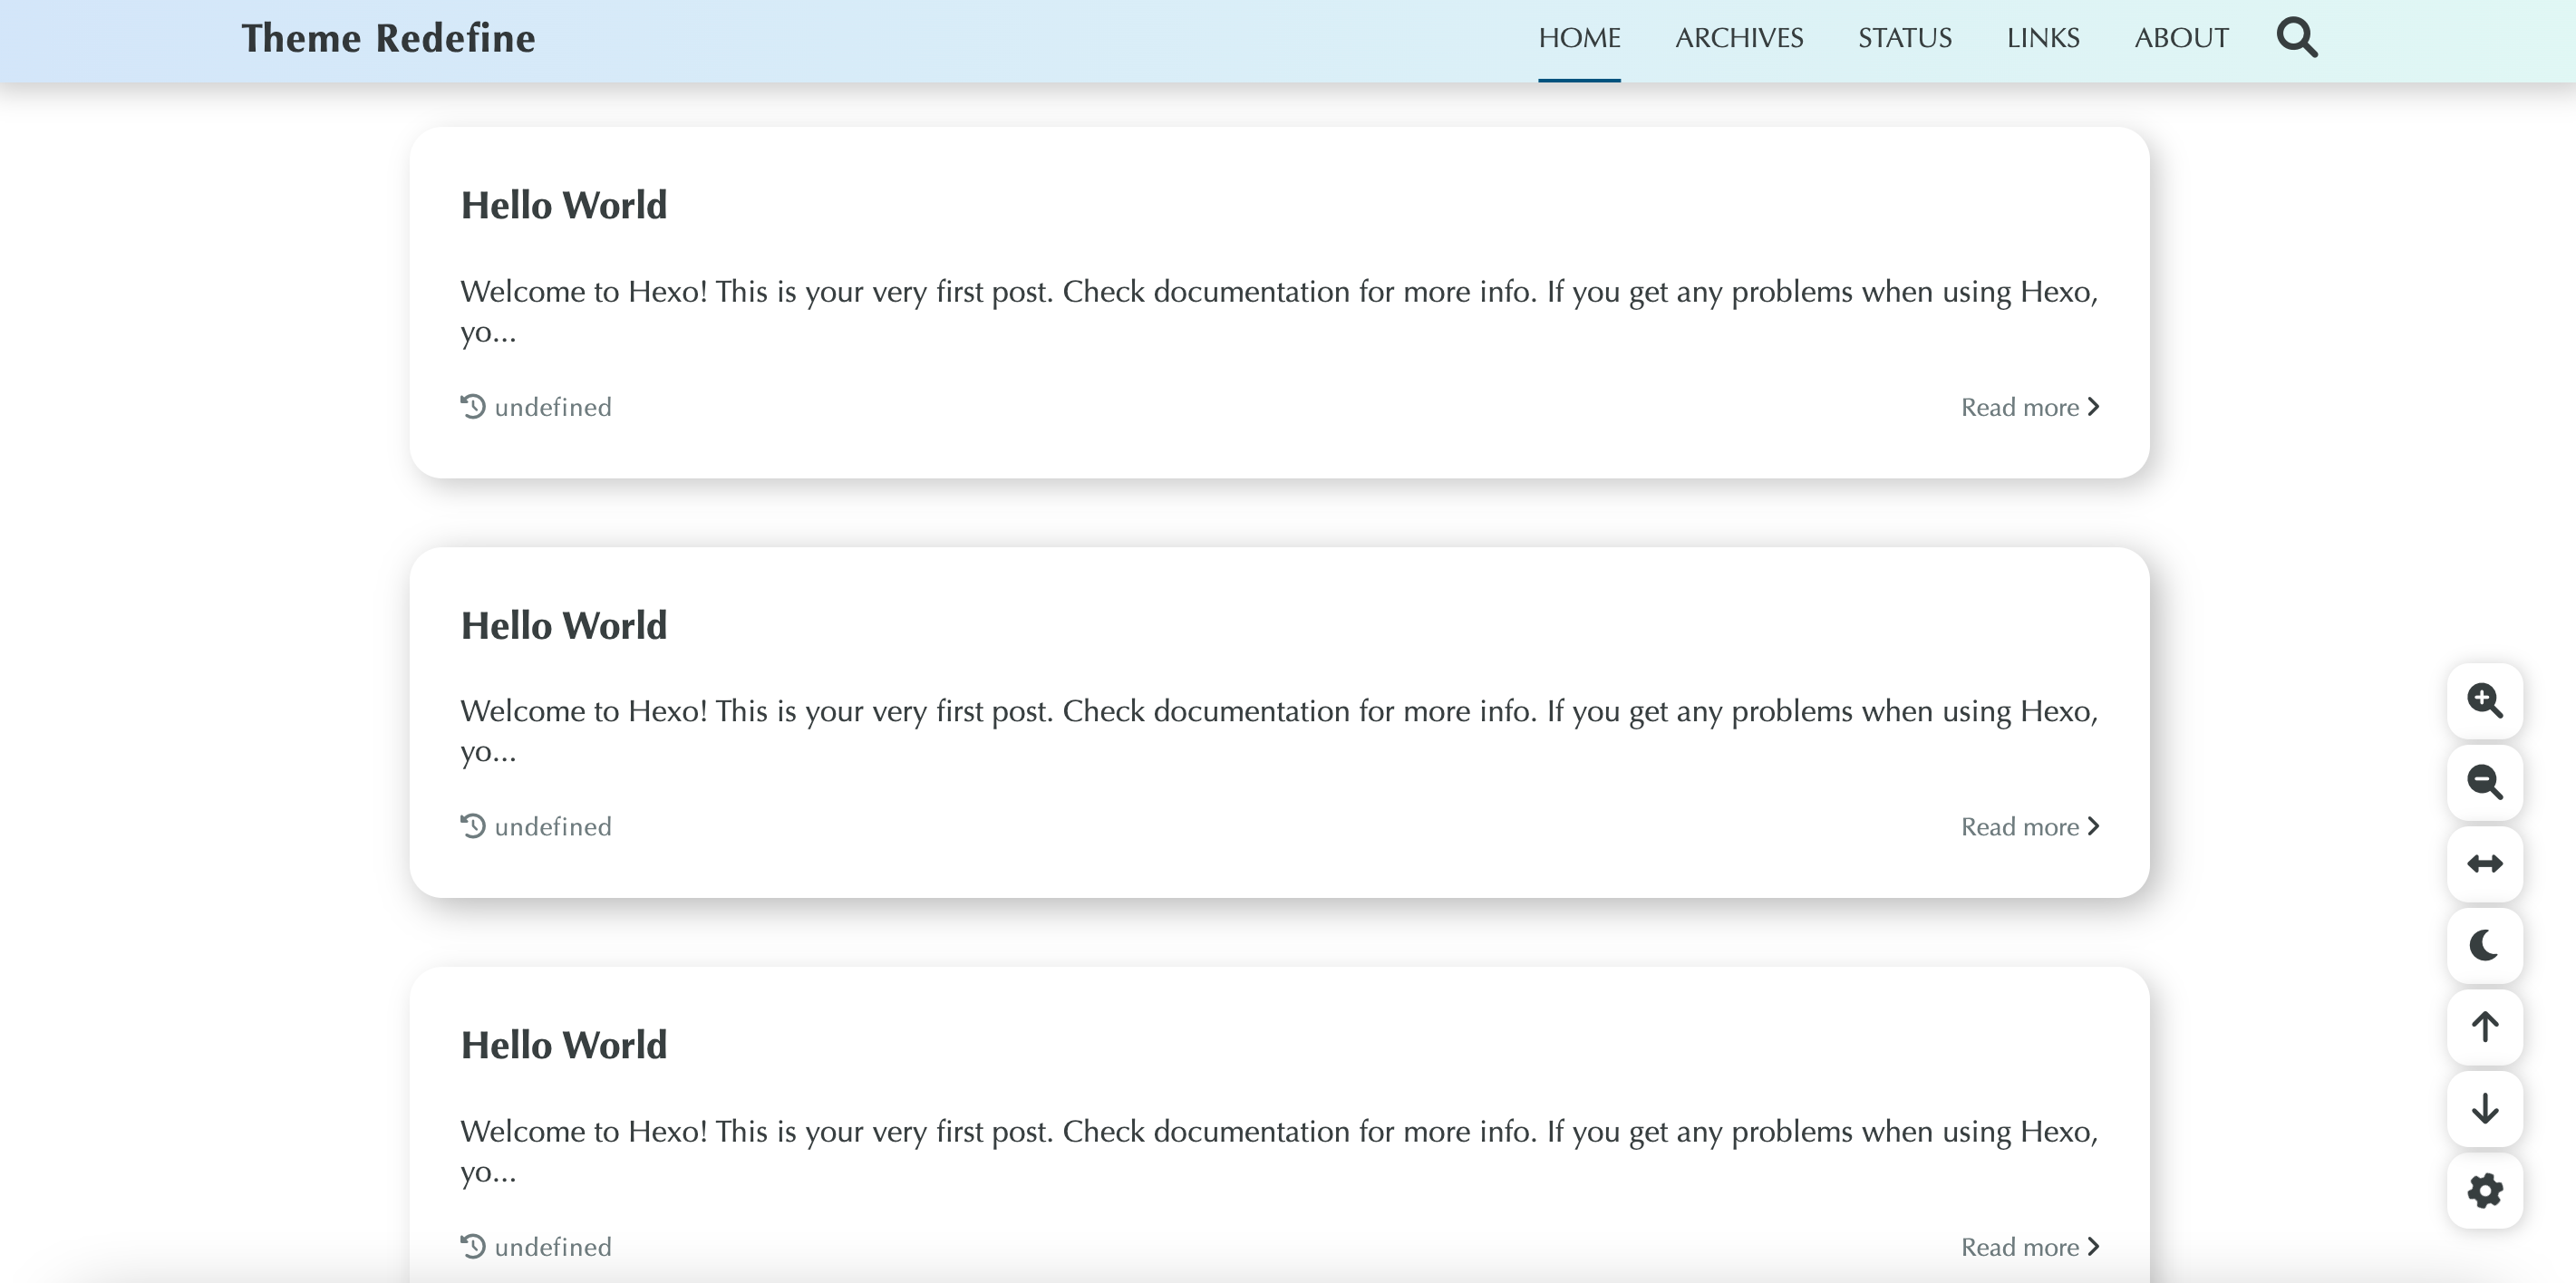 Theme Redefine
HOME ARCHIVES STATUS LINKS ABOUT
Hello World
Welcome to Hexo! This is your very first post. Check documentation for more info. If you get any problems when using Hexo,
yo...
undefined
Read more
Hello World
Welcome to Hexo! This is your very first post. Check documentation for more info. If you get any problems when using Hexo,
yo...
undefined
Read more
Hello World
Welcome to Hexo! This is your very first post. Check documentation for more info. If you get any problems when using Hexo,
yo...
undefined
Read more